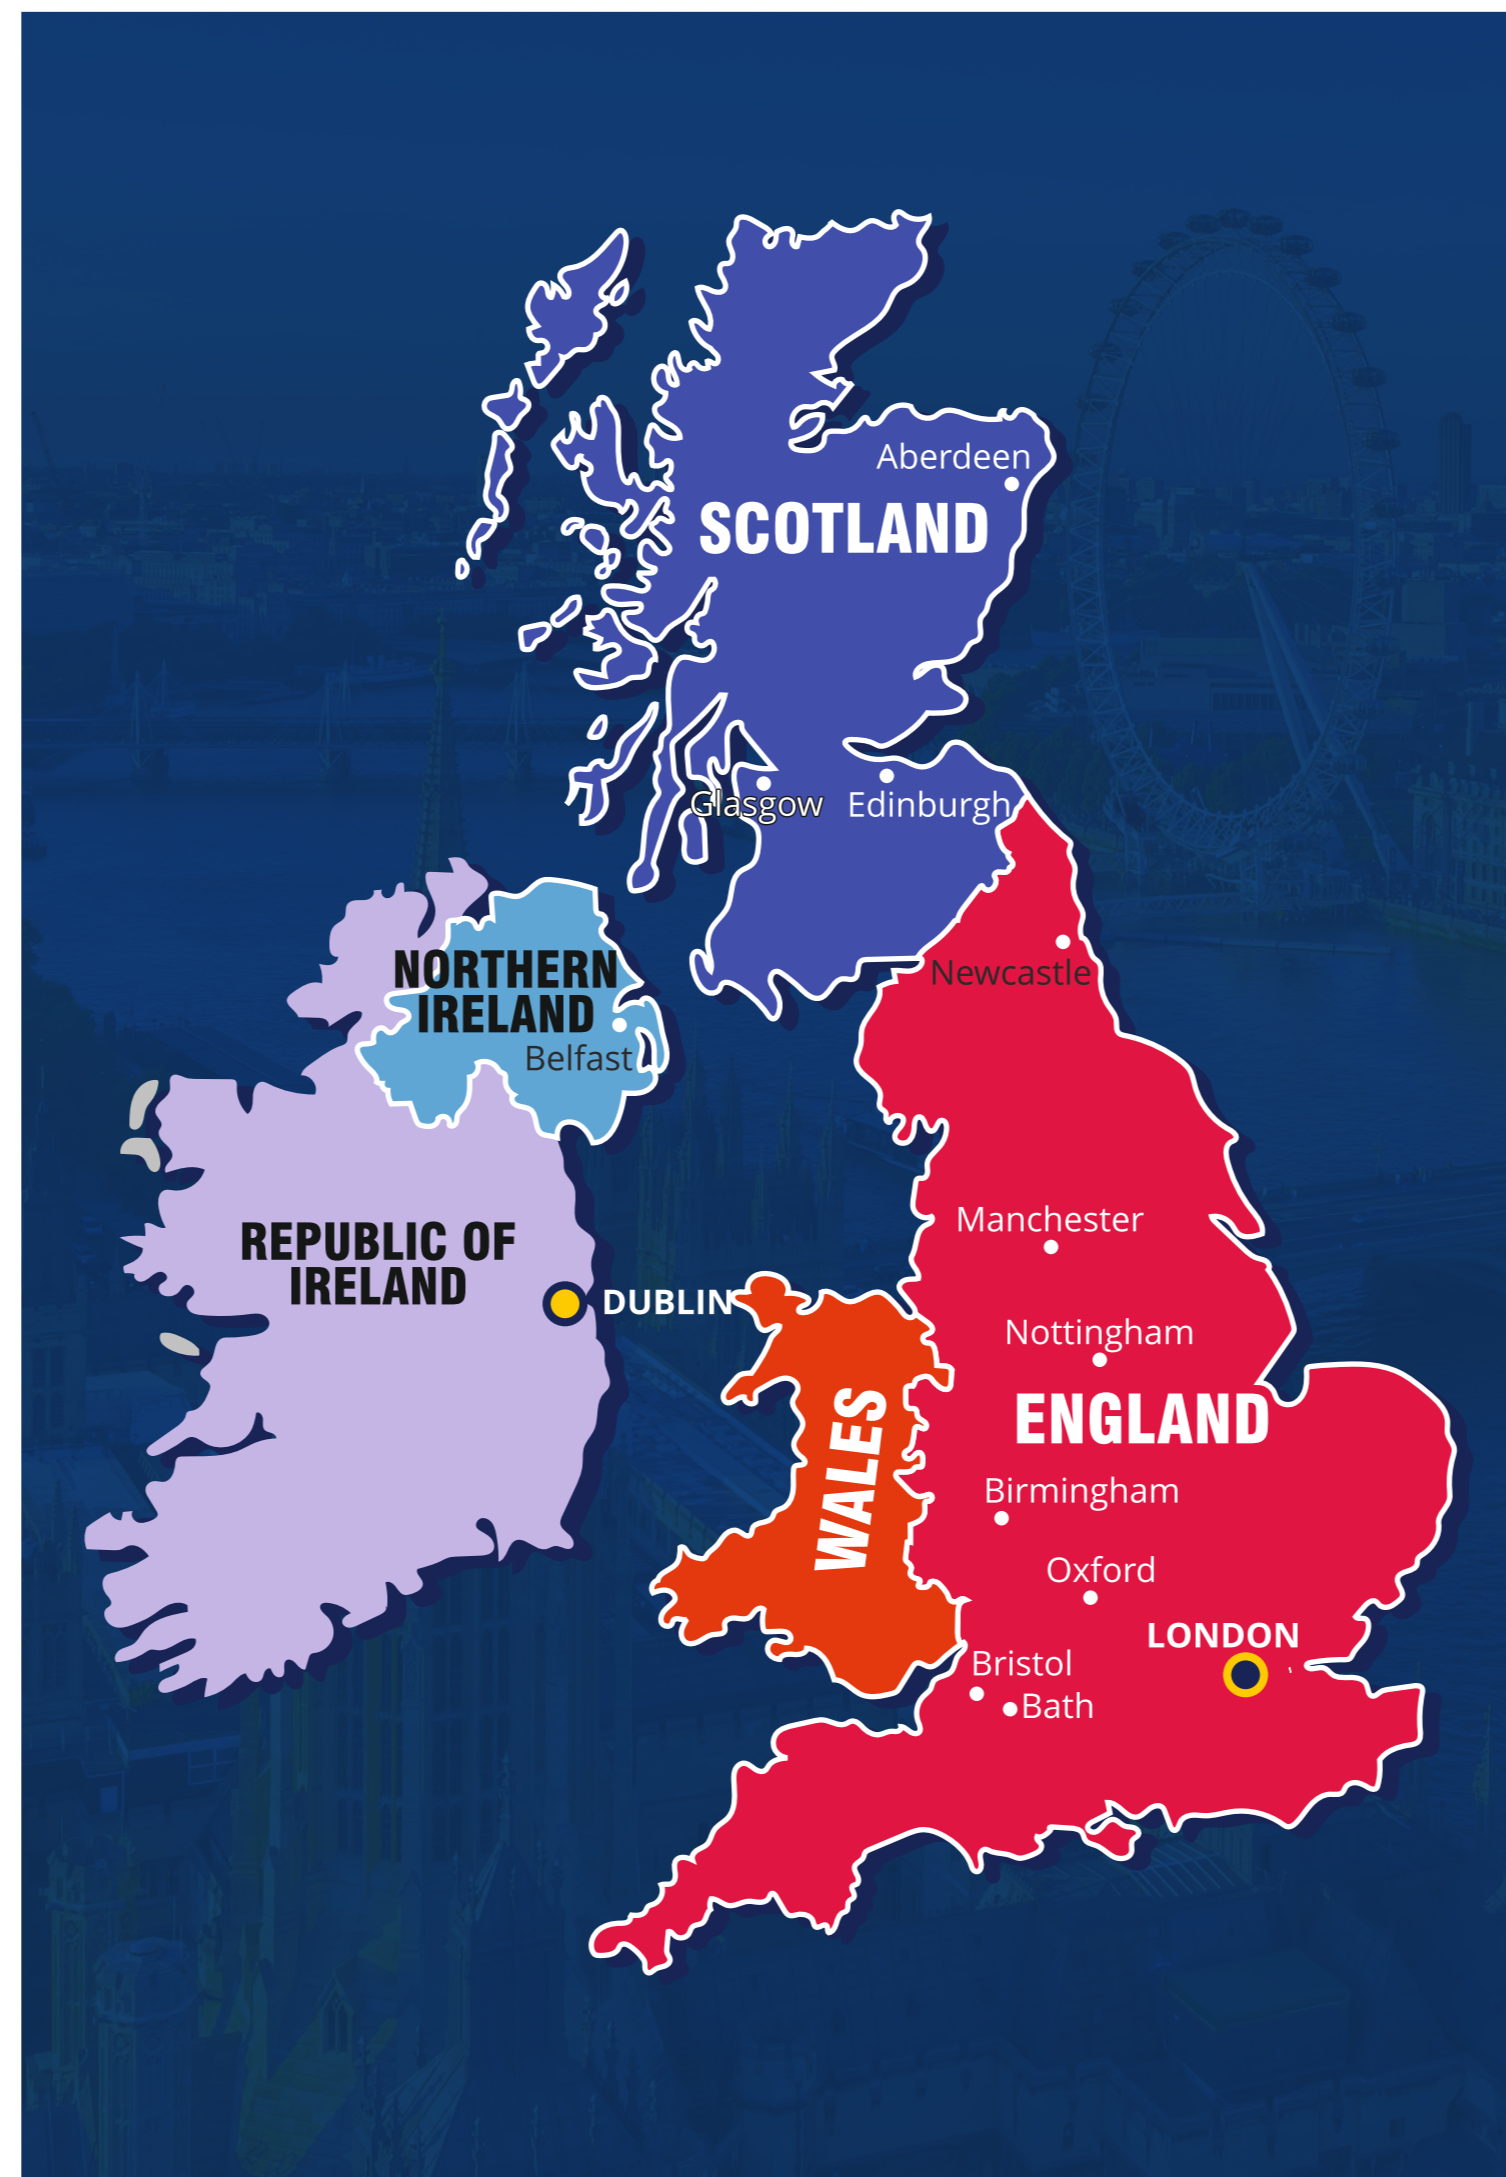 Aberdeen
SCOTLAND
Glasgow
Edinburgh
Newcastle
NORTHERN
IRELAND
Belfast
Manchester
REPUBLIC OF
IRELAND
DUBLIN
Nottingham
WALES
ENGLAND
Birmingham
Oxford
LONDON
Bristol
Bath